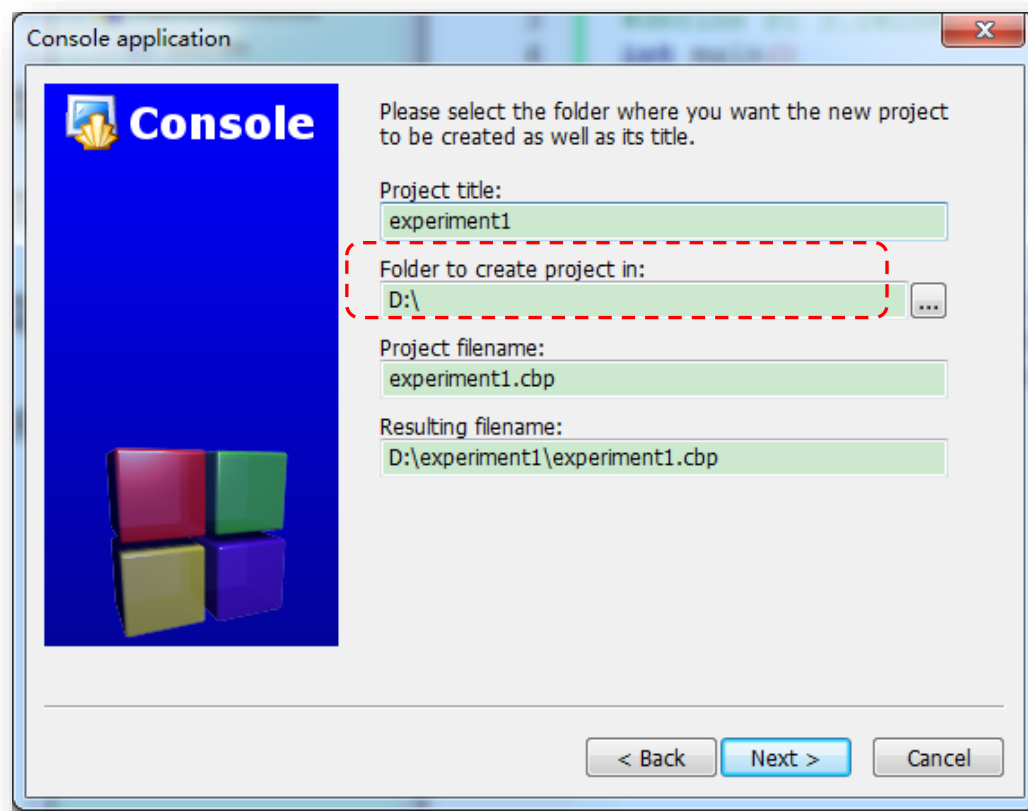 Console application
Console
Please select the folder where you want the new project
to be created as well as its title.
Project title:
experiment1
Folder to create project in:
D:\
...
Project filename:
experiment1.cbp
Resulting filename:
D:\experiment1\experiment1.cbp
< Back
Next >
Cancel